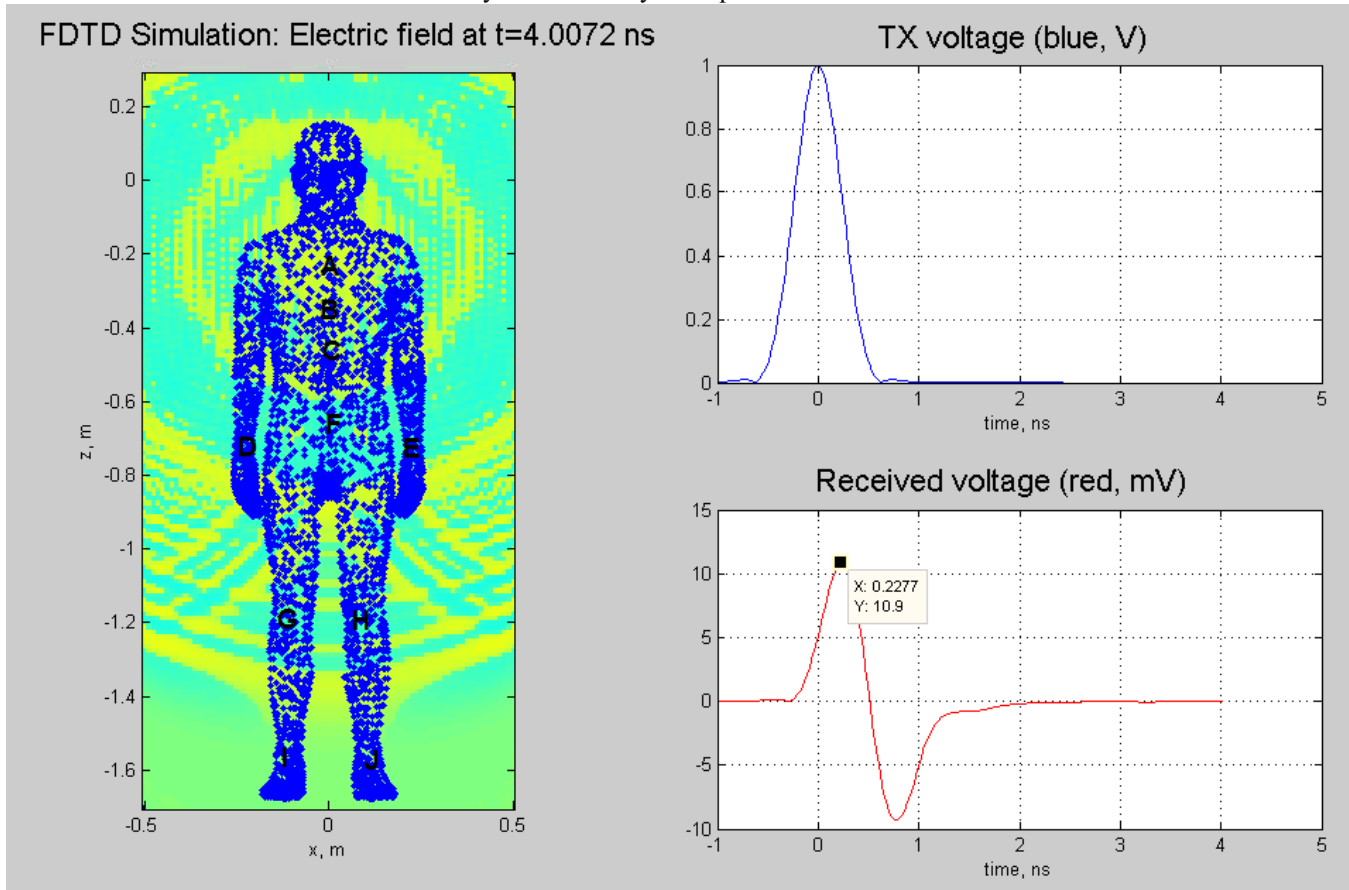 FDTD Simulation: Electric field at t=4.0072 ns
0.2
0
-0.2
-0.4
-0.6
-0.8
-1
-1.2
-1.4
-1.6
z, m
A
B
C
F
D
E
G
H
I
J
-0.5
0
0.5
x, m
TX voltage (blue, V)
1
0.8
0.6
0.4
0.2
0
-1
0
1
2
3
4
5
time, ns
Received voltage (red, mV)
15
10
5
0
-5
-10
X: 0.2277
Y: 10.9
-1
0
1
2
3
4
5
time, ns